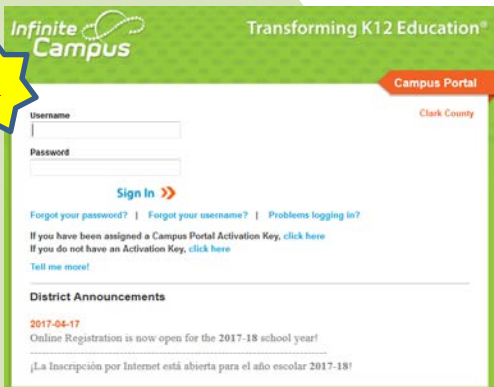 Infinite Campus
Transforming K12 Education®
Campus Portal
Clark County
Username
Password
Sign In
Forgot your password? | Forgot your username? | Problems logging in?
If you have been assigned a Campus Portal Activation Key, click here
If you do not have an Activation Key, click here
Tell me more!
District Announcements
2017-04-17
Online Registration is now open for the 2017-18 school year!
---------------------------------------------------------------
¡La Inscripción por Internet está abierta para el año escolar 2017-18!